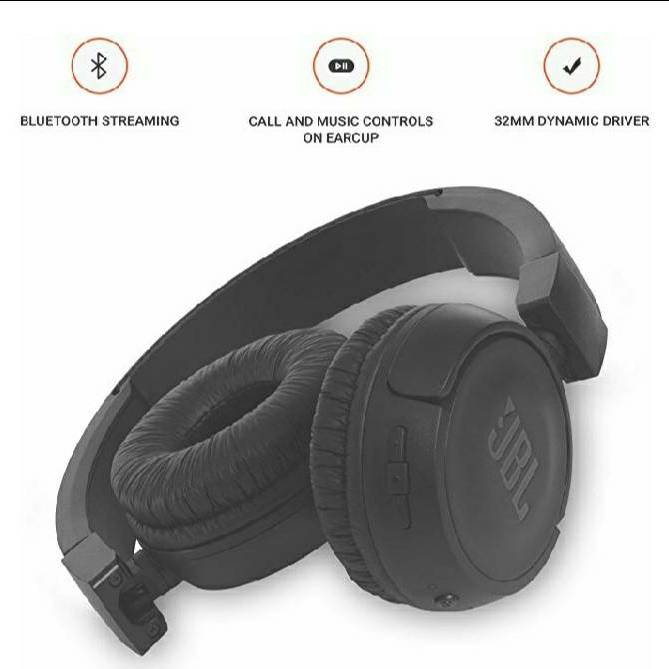 BLUETOOTH STREAMING
CALL AND MUSIC CONTROLS
ON EARCUP
32MM DYNAMIC DRIVER
JBL